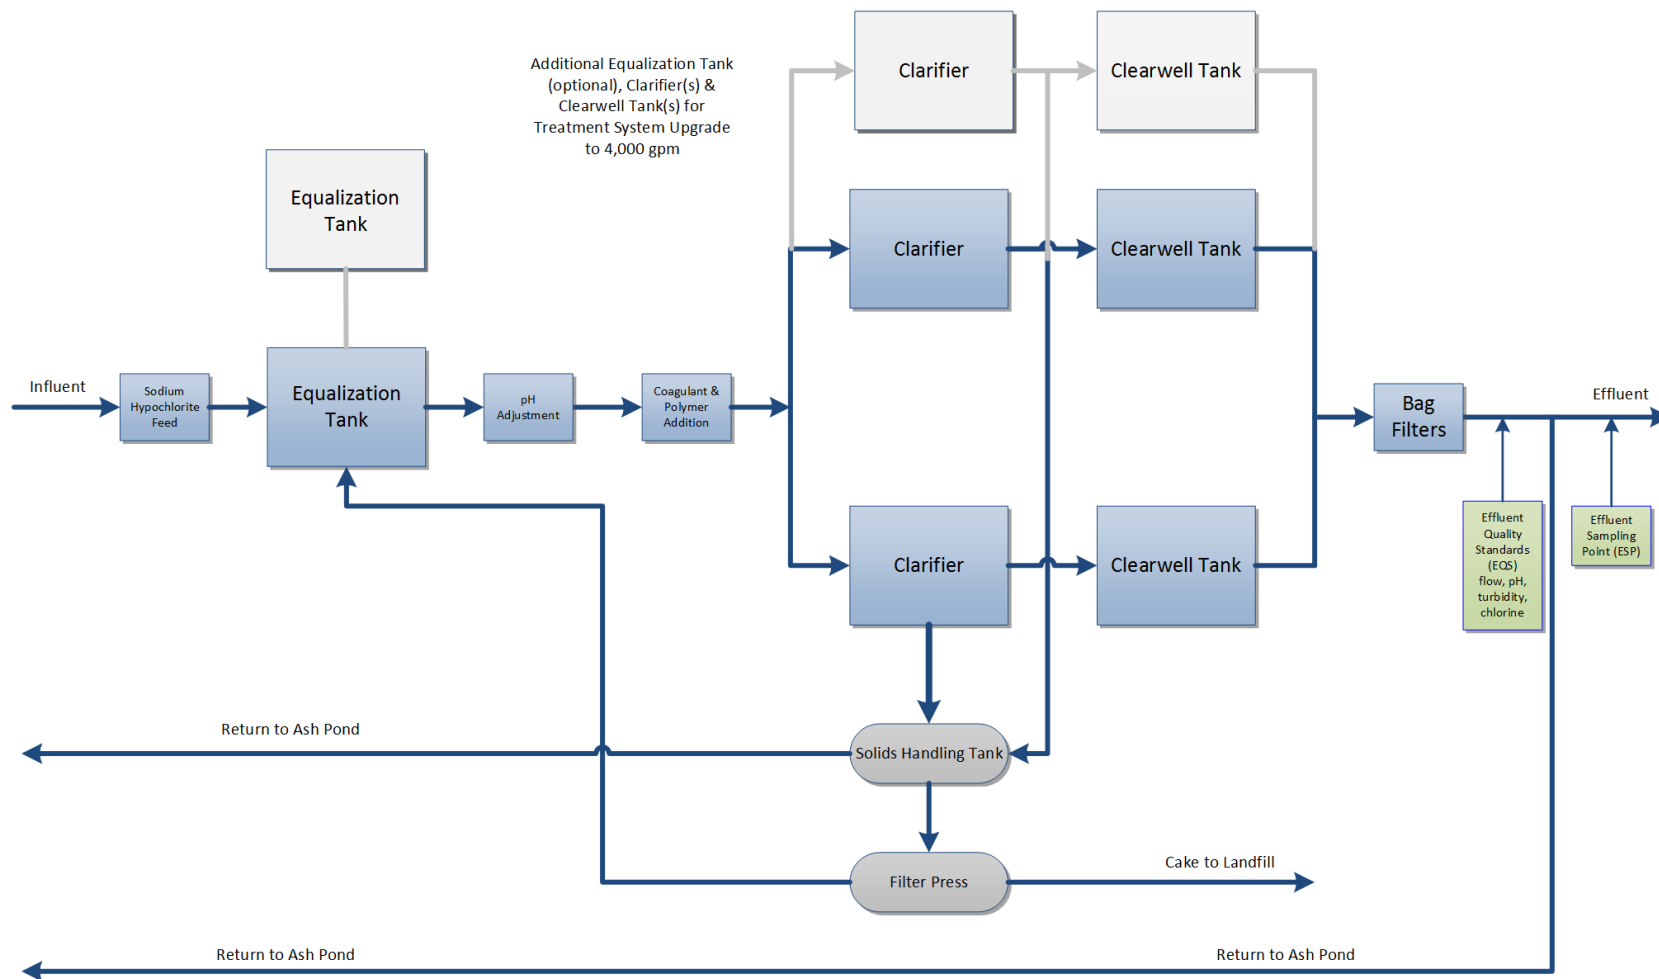 Additional Equalization Tank
(optional), Clarifier(s) &
Clearwell Tank(s) for
Treatment System Upgrade
to 4,000 gpm
Clarifier
Clearwell Tank
Equalization
Tank
Clarifier
Clearwell Tank
Influent
Sodium
Hypochlorite
Feed
Equalization
Tank
pH
Adjustment
Coagulant &
Polymer
Addition
Bag
Filters
Effluent
Clarifier
Clearwell Tank
Effluent
Quality
Standards
(EQS)
flow, pH,
turbidity,
chlorine
Effluent
Sampling
Point (ESP)
Return to Ash Pond
Solids Handling Tank
Filter Press
Cake to Landfill
Return to Ash Pond
Return to Ash Pond